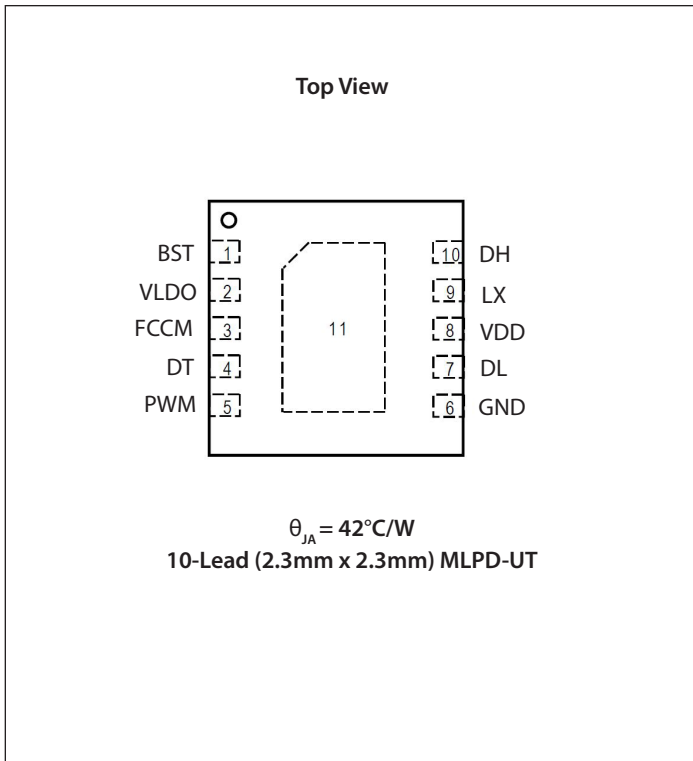 Top View
BST 1 10 DH
VLDO 2 9 LX
FCCM 3 11 8 VDD
DT 4 7 DL
PWM 5 6 GND
θJA = 42°C/W
10-Lead (2.3mm x 2.3mm) MLPD-UT